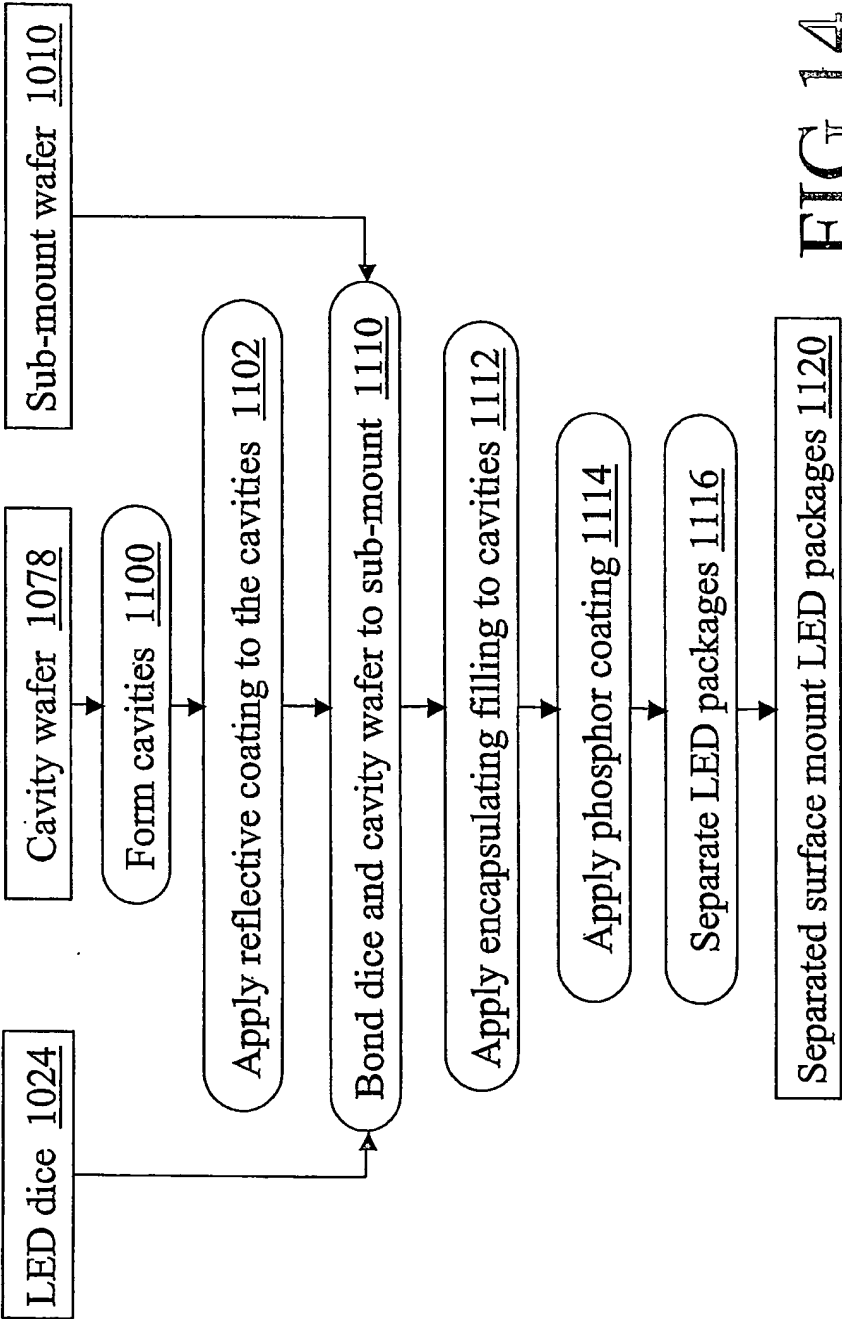 LED dice 1024
Cavity wafer 1078
Sub-mount wafer 1010
Form cavities 1100
Apply reflective coating to the cavities 1102
Bond dice and cavity wafer to sub-mount 1110
Apply encapsulating filling to cavities 1112
Apply phosphor coating 1114
Separate LED packages 1116
Separated surface mount LED packages 1120
FIG 14